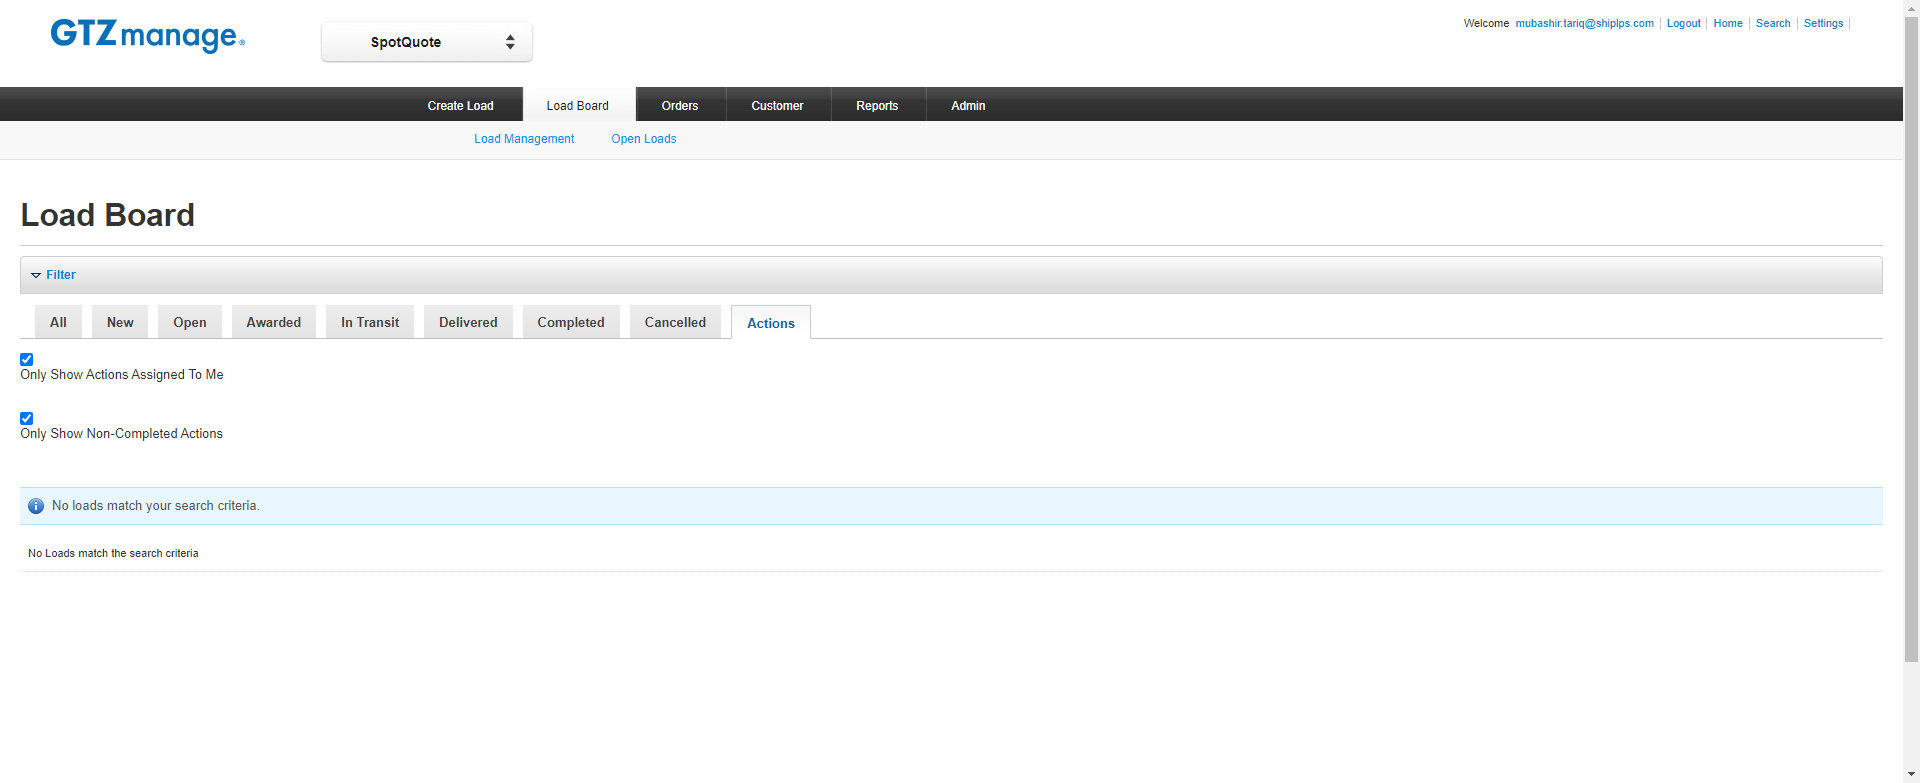 GTZmanage®
SpotQuote
Welcome mubashir.tariq@shiplps.com Logout Home Search Settings
Create Load Load Board Orders Customer Reports Admin
Load Management Open Loads
Load Board
Filter
All New Open Awarded In Transit Delivered Completed Cancelled Actions
Only Show Actions Assigned To Me
Only Show Non-Completed Actions
No loads match your search criteria.
No Loads match the search criteria